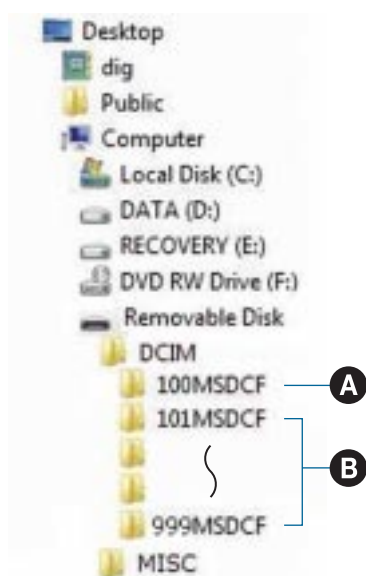 Desktop
dig
Public
Computer
Local Disk (C:)
DATA (D:)
RECOVERY (E:)
DVD RW Drive (F:)
Removable Disk
DCIM
100MSDCF A
101MSDCF
B
999MSDCF
MISC